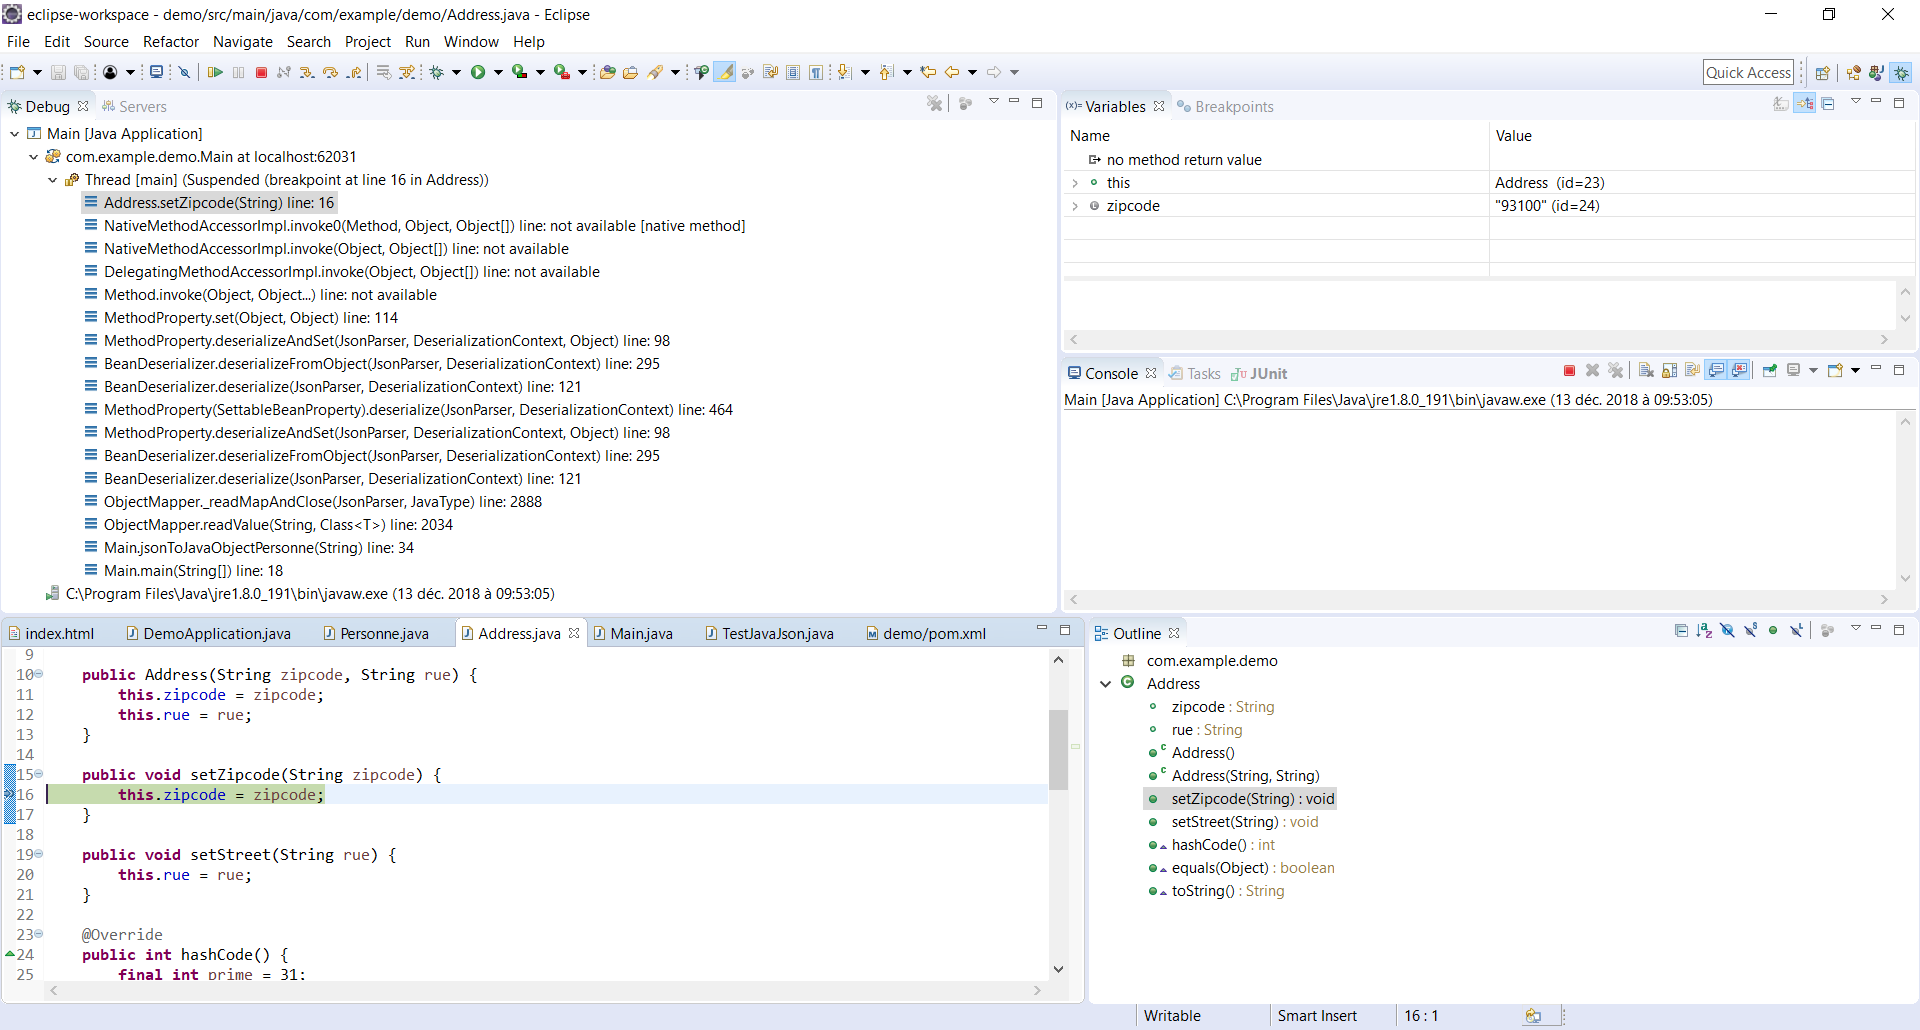 eclipse-workspace - demo/src/main/java/com/example/demo/Address.java - Eclipse
File Edit Source Refactor Navigate Search Project Run Window Help
Quick Access
Debug Servers
Main [Java Application]
com.example.demo.Main at localhost:62031
Thread [main] (Suspended (breakpoint at line 16 in Address))
Address.setZipcode(String) line: 16
NativeMethodAccessorImpl.invoke0(Method, Object, Object[]) line: not available [native method]
NativeMethodAccessorImpl.invoke(Object, Object[]) line: not available
DelegatingMethodAccessorImpl.invoke(Object, Object[]) line: not available
Method.invoke(Object, Object...) line: not available
MethodProperty.set(Object, Object) line: 114
MethodProperty.deserializeAndSet(JsonParser, DeserializationContext, Object) line: 98
BeanDeserializer.deserializeFromObject(JsonParser, DeserializationContext) line: 295
BeanDeserializer.deserialize(JsonParser, DeserializationContext) line: 121
MethodProperty(SettableBeanProperty).deserialize(JsonParser, DeserializationContext) line: 464
MethodProperty.deserializeAndSet(JsonParser, DeserializationContext, Object) line: 98
BeanDeserializer.deserializeFromObject(JsonParser, DeserializationContext) line: 295
BeanDeserializer.deserialize(JsonParser, DeserializationContext) line: 121
ObjectMapper._readMapAndClose(JsonParser, JavaType) line: 2888
ObjectMapper.readValue(String, Class<T>) line: 2034
Main.jsonToJavaObjectPersonne(String) line: 34
Main.main(String[]) line: 18
C:\Program Files\Java\jre1.8.0_191\bin\javaw.exe (13 déc. 2018 à 09:53:05)
(x)= Variables Breakpoints
Name Value
no method return value
this Address (id=23)
zipcode "93100" (id=24)
Console Tasks JUnit
Main [Java Application] C:\Program Files\Java\jre1.8.0_191\bin\javaw.exe (13 déc. 2018 à 09:53:05)
index.html DemoApplication.java Personne.java Address.java Main.java TestJavaJson.java demo/pom.xml
9
10 public Address(String zipcode, String rue) {
11 this.zipcode = zipcode;
12 this.rue = rue;
13 }
14
15 public void setZipcode(String zipcode) {
16 this.zipcode = zipcode;
17 }
18
19 public void setStreet(String rue) {
20 this.rue = rue;
21 }
22
23 @Override
24 public int hashCode() {
25 final int prime = 31;
Outline
com.example.demo
Address
zipcode : String
rue : String
Address()
Address(String, String)
setZipcode(String) : void
setStreet(String) : void
hashCode() : int
equals(Object) : boolean
toString() : String
Writable Smart Insert 16 : 1